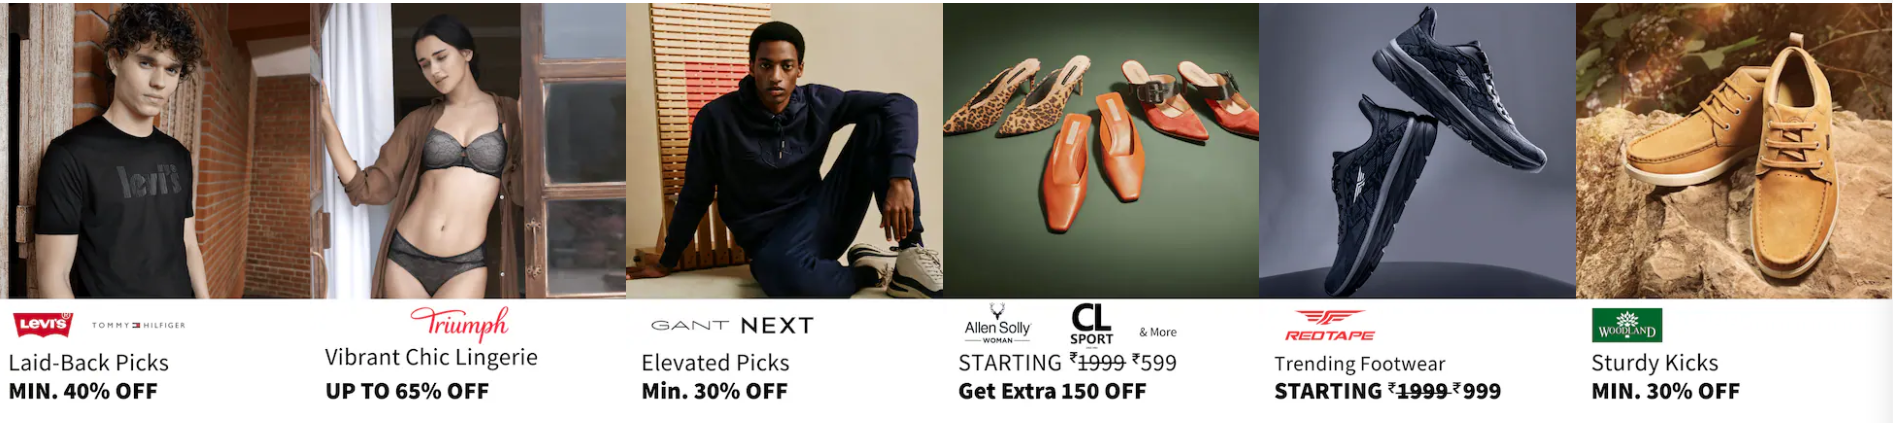 levi's
LEVI'S®
TOMMY HILFIGER
Laid-Back Picks
MIN. 40% OFF
Triumph
Vibrant Chic Lingerie
UP TO 65% OFF
GANT NEXT
Elevated Picks
Min. 30% OFF
Allen Solly
WOMAN
CL
SPORT
& More
STARTING ₹1999 ₹599
Get Extra 150 OFF
REDTAPE
Trending Footwear
STARTING ₹1999 ₹999
WOODLAND
Sturdy Kicks
MIN. 30% OFF